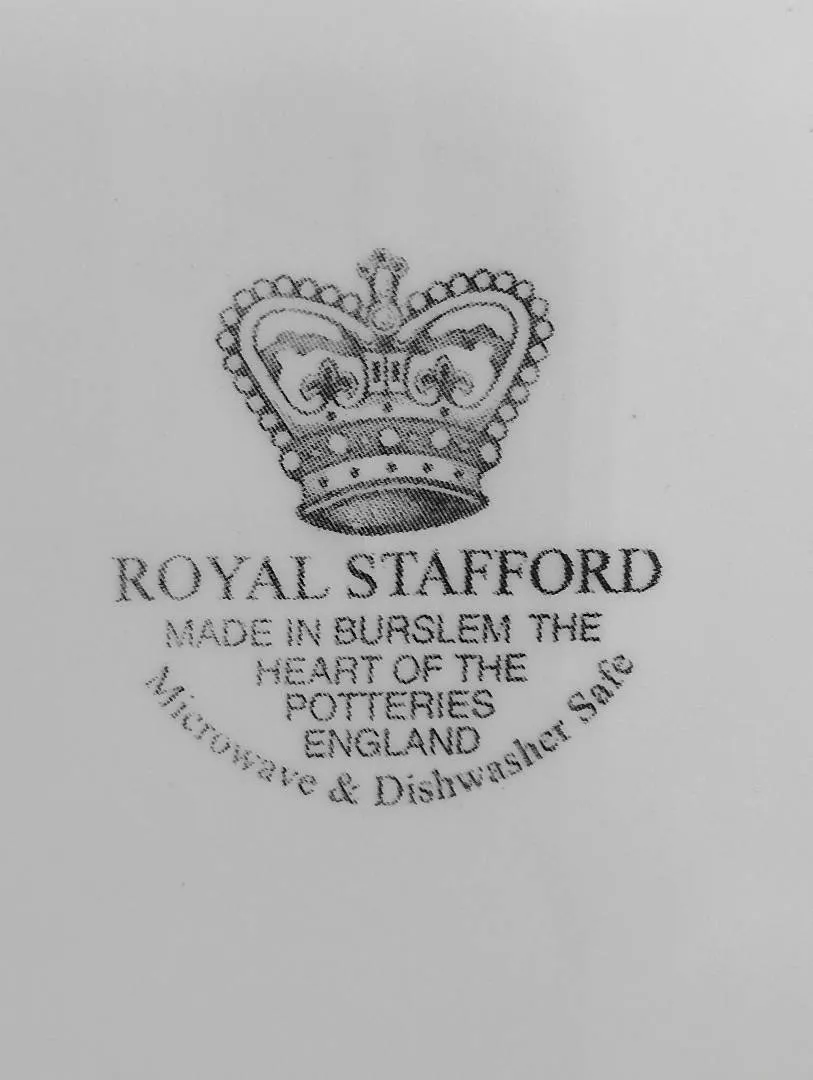 ROYAL STAFFORD
MADE IN BURSLEM THE
HEART OF THE
POTTERIES
ENGLAND
Microwave & Dishwasher Safe